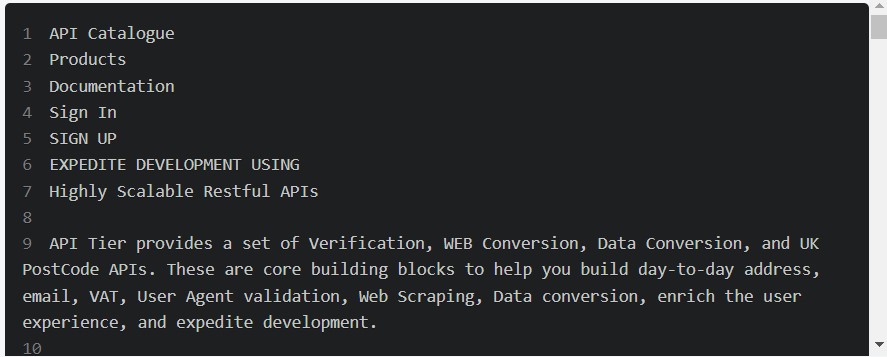 1 API Catalogue
2 Products
3 Documentation
4 Sign In
5 SIGN UP
6 EXPEDITE DEVELOPMENT USING
7 Highly Scalable Restful APIs
8
9 API Tier provides a set of Verification, WEB Conversion, Data Conversion, and UK
PostCode APIs. These are core building blocks to help you build day-to-day address,
email, VAT, User Agent validation, Web Scraping, Data conversion, enrich the user
experience, and expedite development.
10